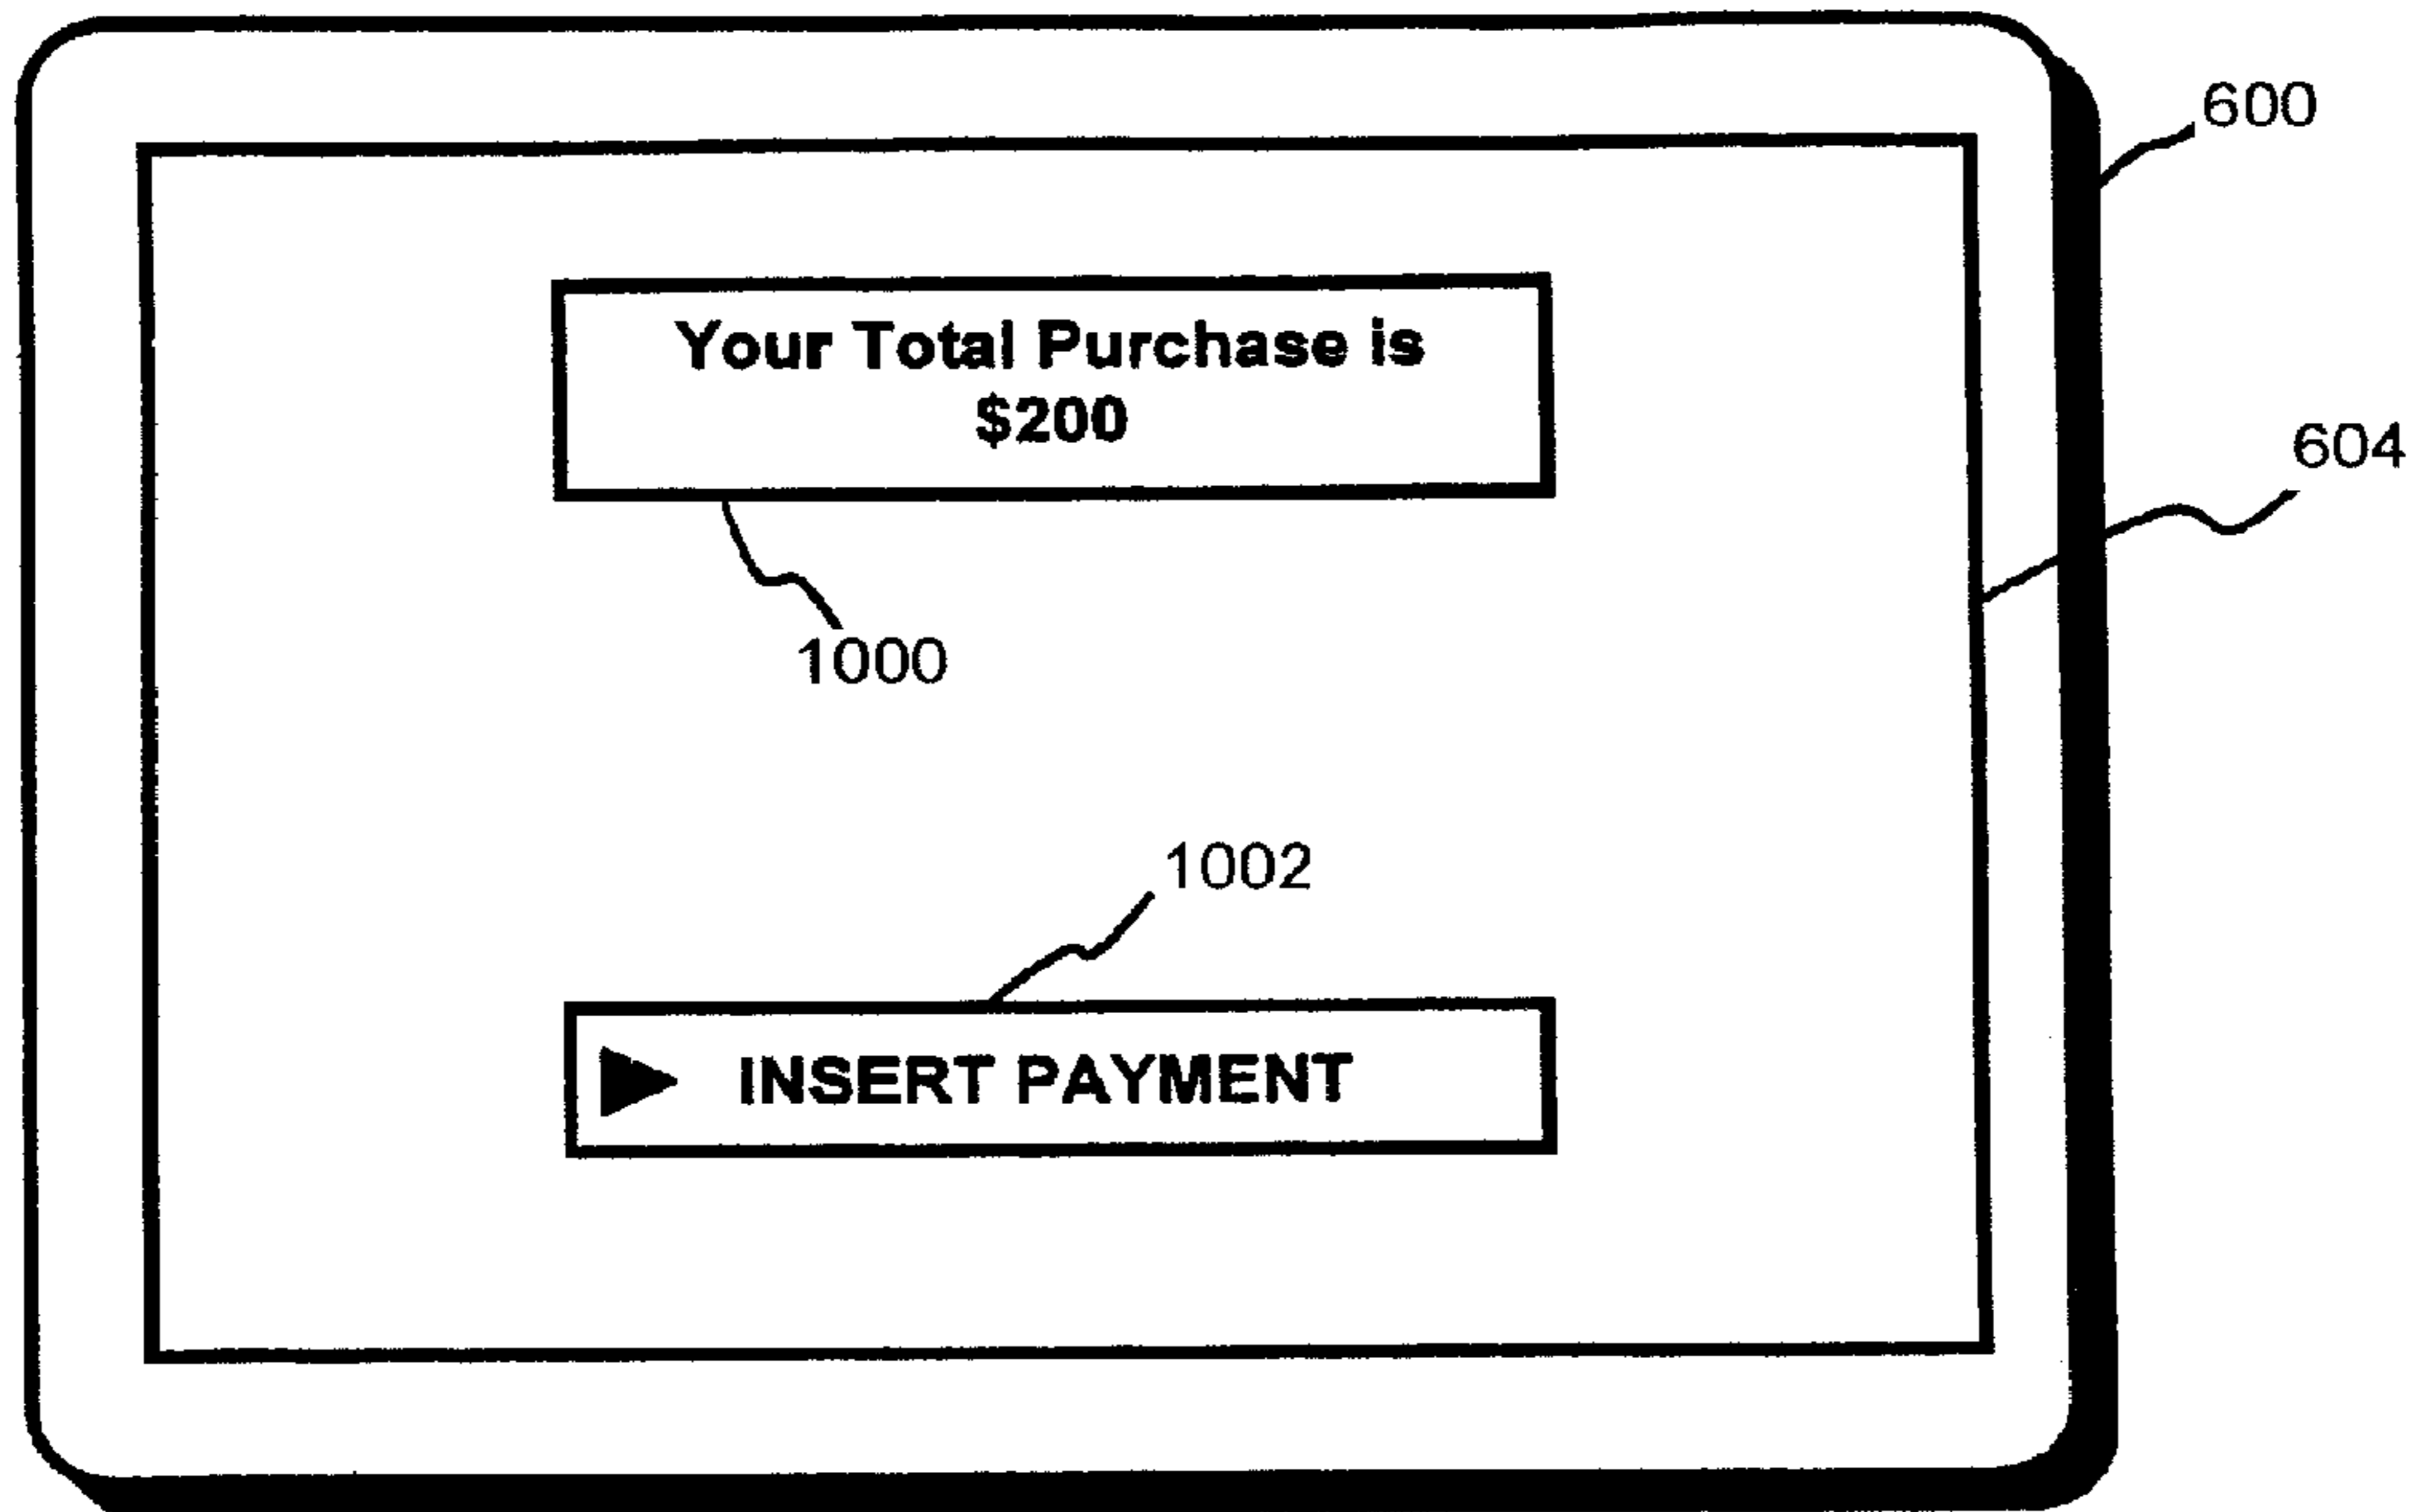 600
Your Total Purchase is
$200
604
1000
1002
INSERT PAYMENT